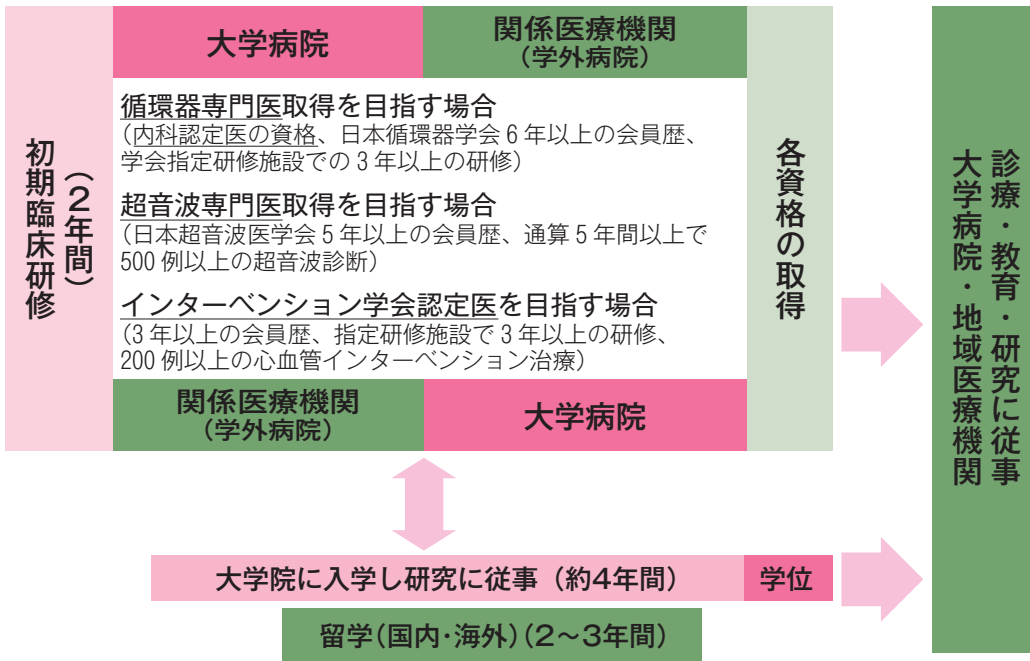 初期臨床研修
（２年間）
大学病院
関係医療機関
（学外病院）
循環器専門医取得を目指す場合
（内科認定医の資格、日本循環器学会 6 年以上の会員歴、
学会指定研修施設での 3 年以上の研修）
超音波専門医取得を目指す場合
（日本超音波医学会 5 年以上の会員歴、通算 5 年間以上で
500 例以上の超音波診断）
インターベンション学会認定医を目指す場合
（3 年以上の会員歴、指定研修施設で 3 年以上の研修、
200 例以上の心血管インターベンション治療）
関係医療機関
（学外病院）
大学病院
各資格の取得
診療・教育・研究に従事
大学病院・地域医療機関
大学院に入学し研究に従事（約4年間）
学位
留学（国内・海外）（2〜3年間）